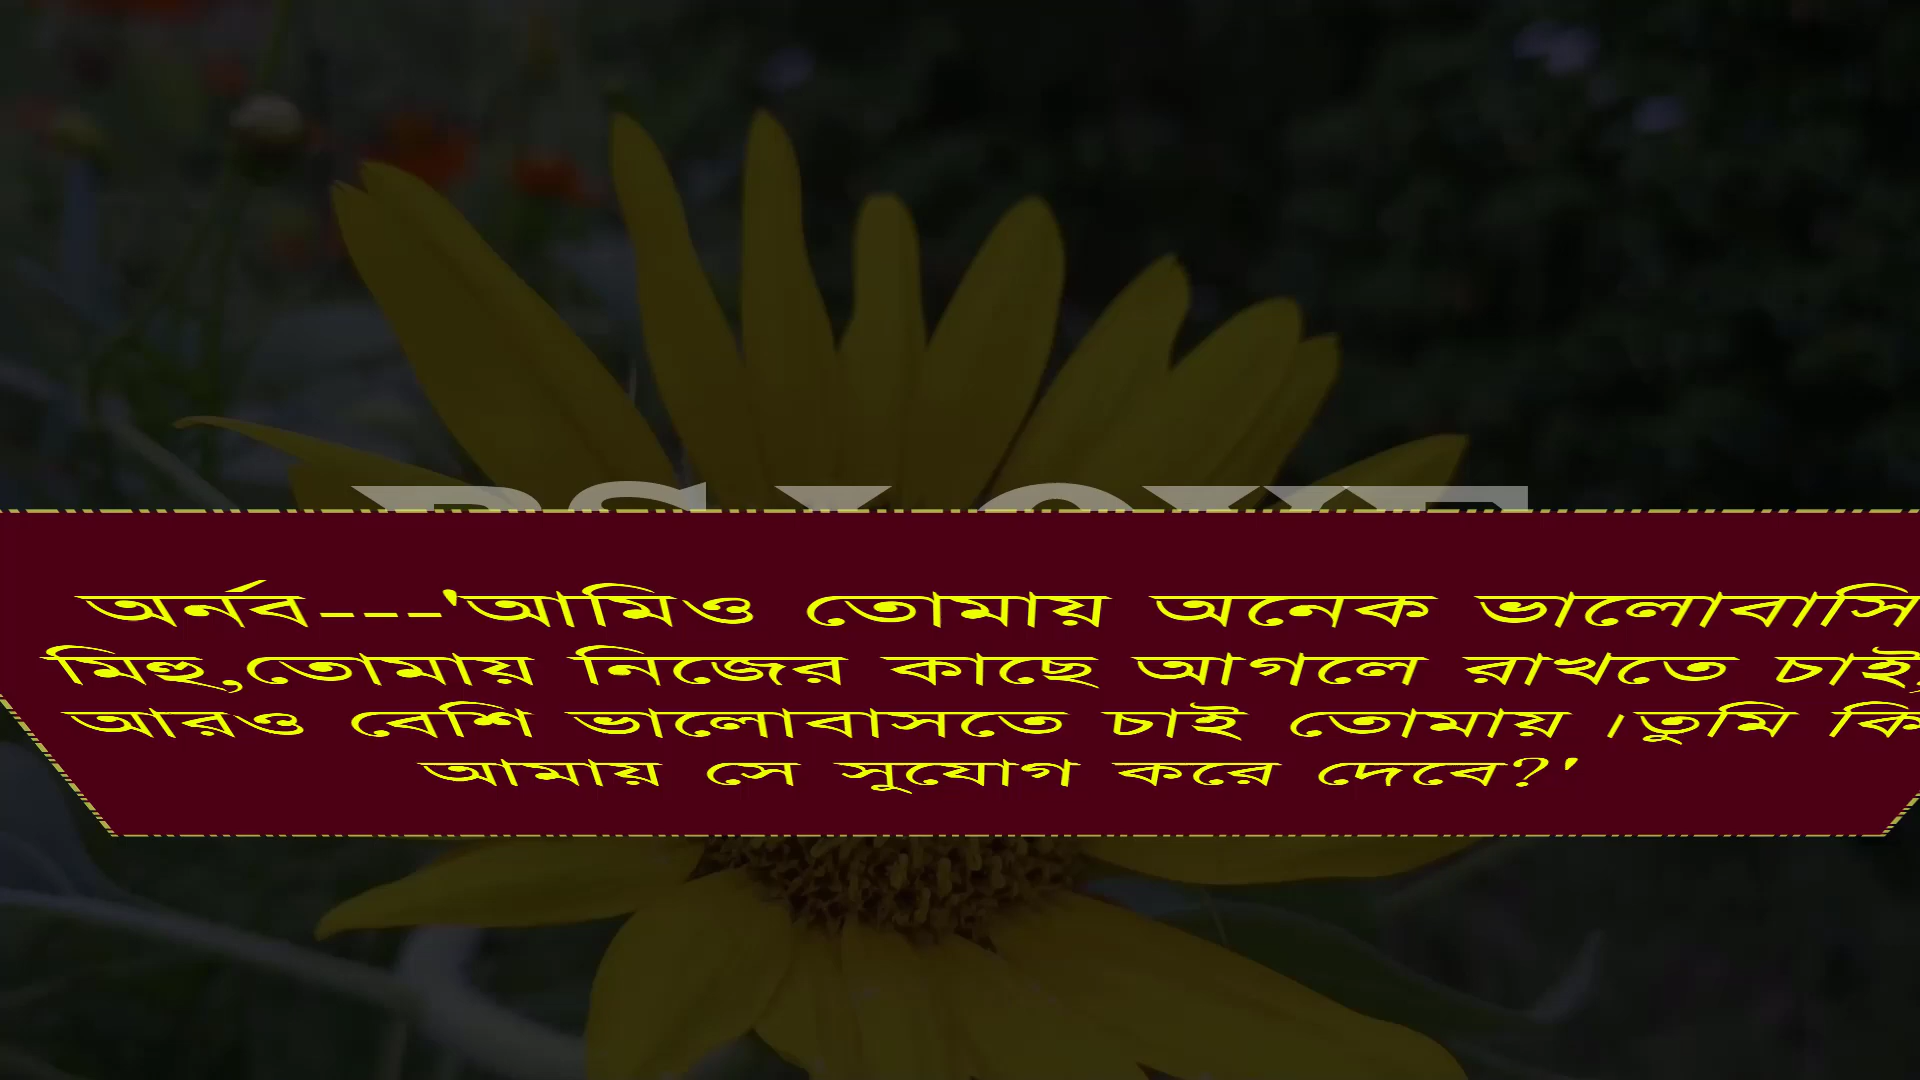 অর্নব---'আমিও তোমায় অনেক ভালোবাসি
মিহু,তোমায় নিজের কাছে আগলে রাখতে চাই,
আরও বেশি ভালোবাসতে চাই তোমায় ।তুমি কি
আমায় সে সুযোগ করে দেবে?'